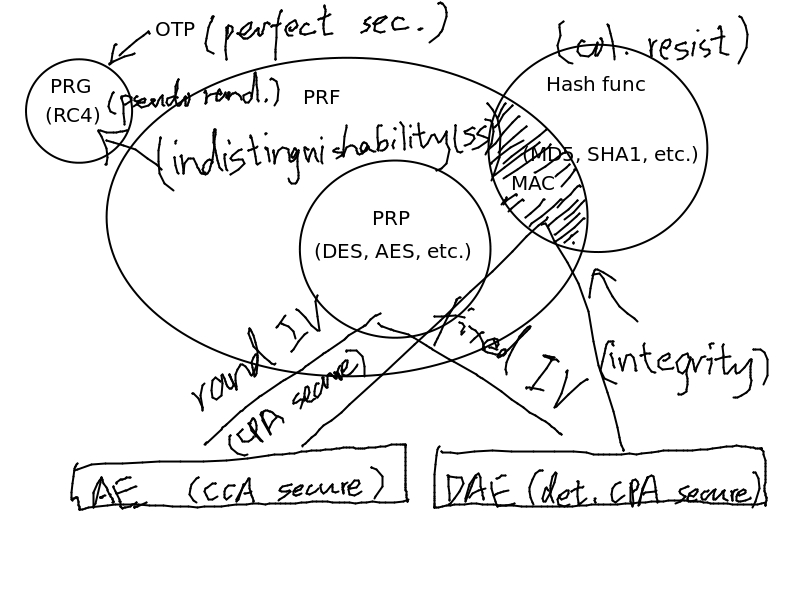 OTP (perfect sec.)
(col. resist)
PRG
(RC4)
(pseudo rand.)
PRF
Hash func
(indistinguishability(ss)
(MD5, SHA1, etc.)
MAC
PRP
(DES, AES, etc.)
rand IV
(CPA secure)
fixed IV
(integrity)
AE (CCA secure)
DAE (det. CPA secure)